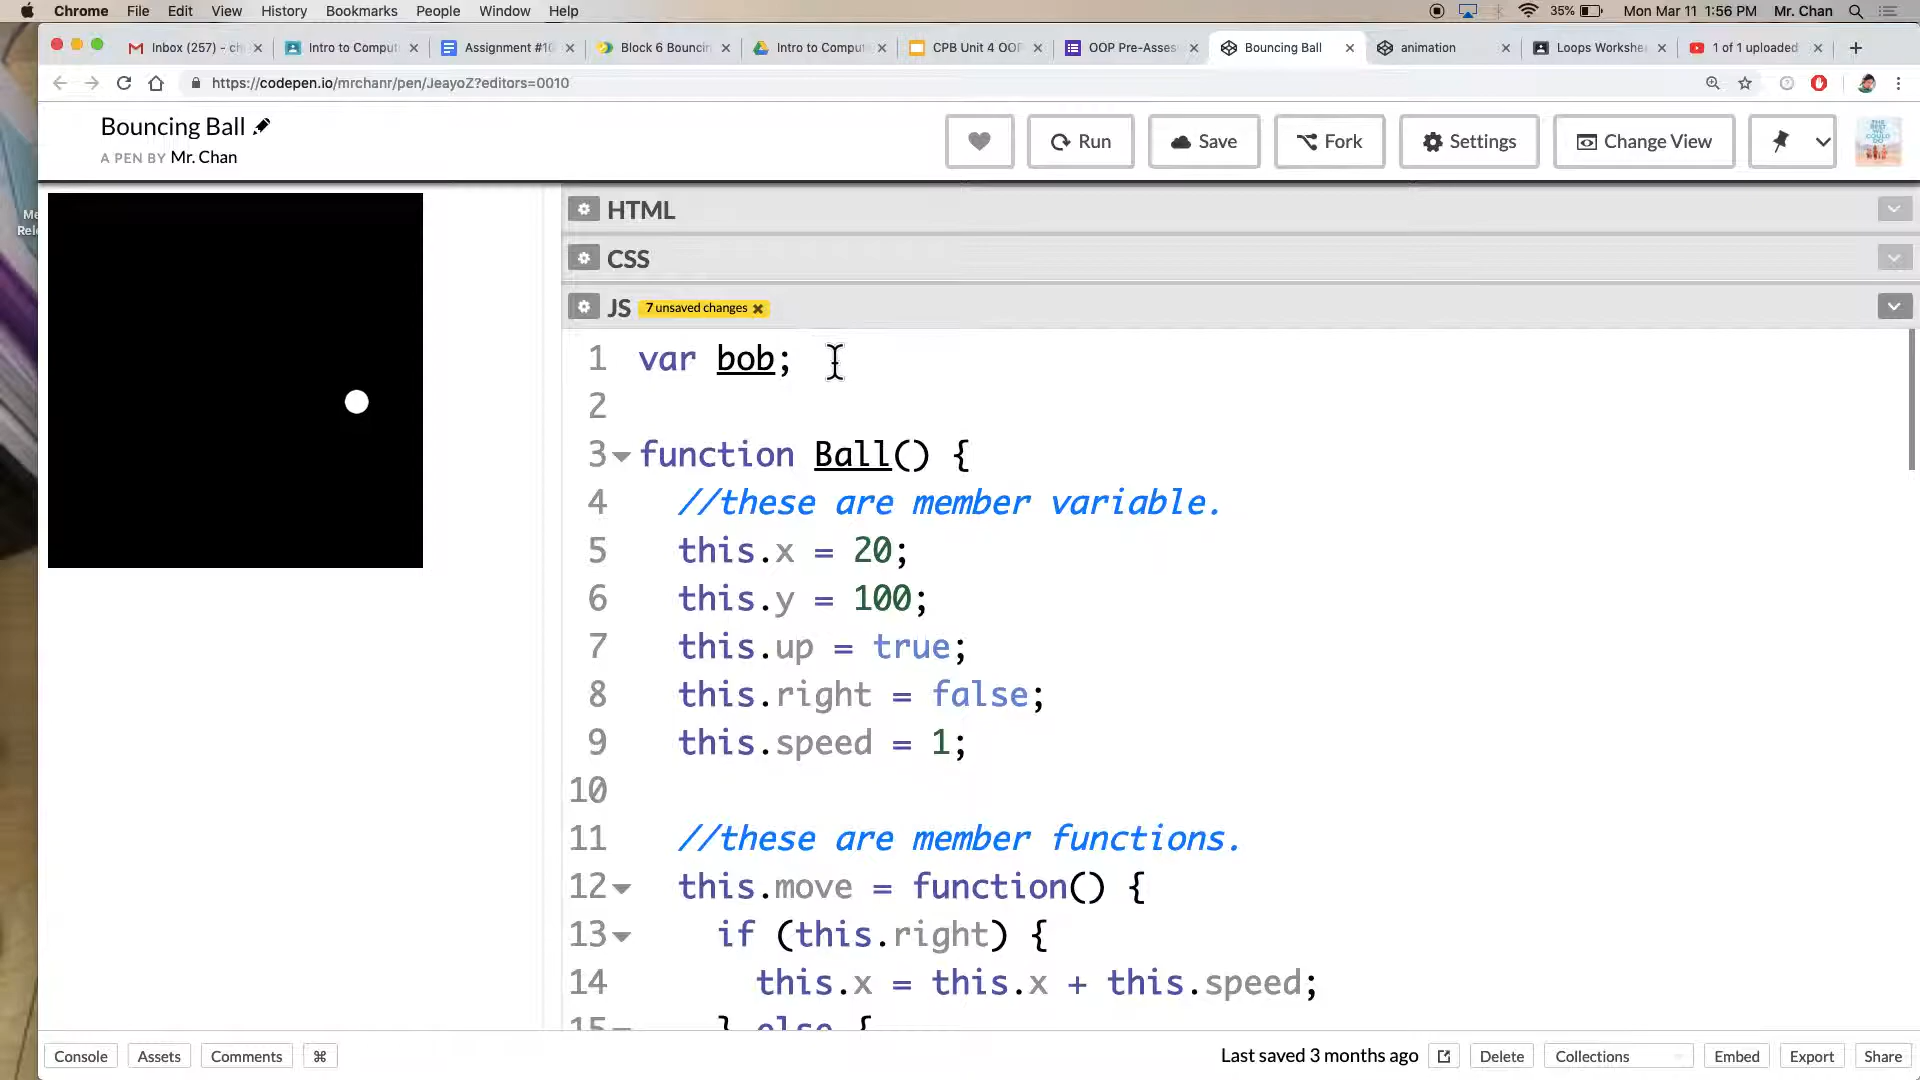 Chrome File Edit View History Bookmarks People Window Help 35% Mon Mar 11 1:56 PM Mr. Chan
Inbox (257) - ch Intro to Comput Assignment #10 Block 6 Bouncin Intro to Comput CPB Unit 4 OOP OOP Pre-Asses Bouncing Ball animation Loops Workshe 1 of 1 uploaded
https://codepen.io/mrchanr/pen/JeayoZ?editors=0010
Bouncing Ball
A PEN BY Mr. Chan
Run Save Fork Settings Change View
HTML
CSS
JS 7 unsaved changes x
1 var bob;
2
3 function Ball() {
4 //these are member variable.
5 this.x = 20;
6 this.y = 100;
7 this.up = true;
8 this.right = false;
9 this.speed = 1;
10
11 //these are member functions.
12 this.move = function() {
13 if (this.right) {
14 this.x = this.x + this.speed;
15 } else {
Console Assets Comments ⌘ Last saved 3 months ago Delete Collections Embed Export Share